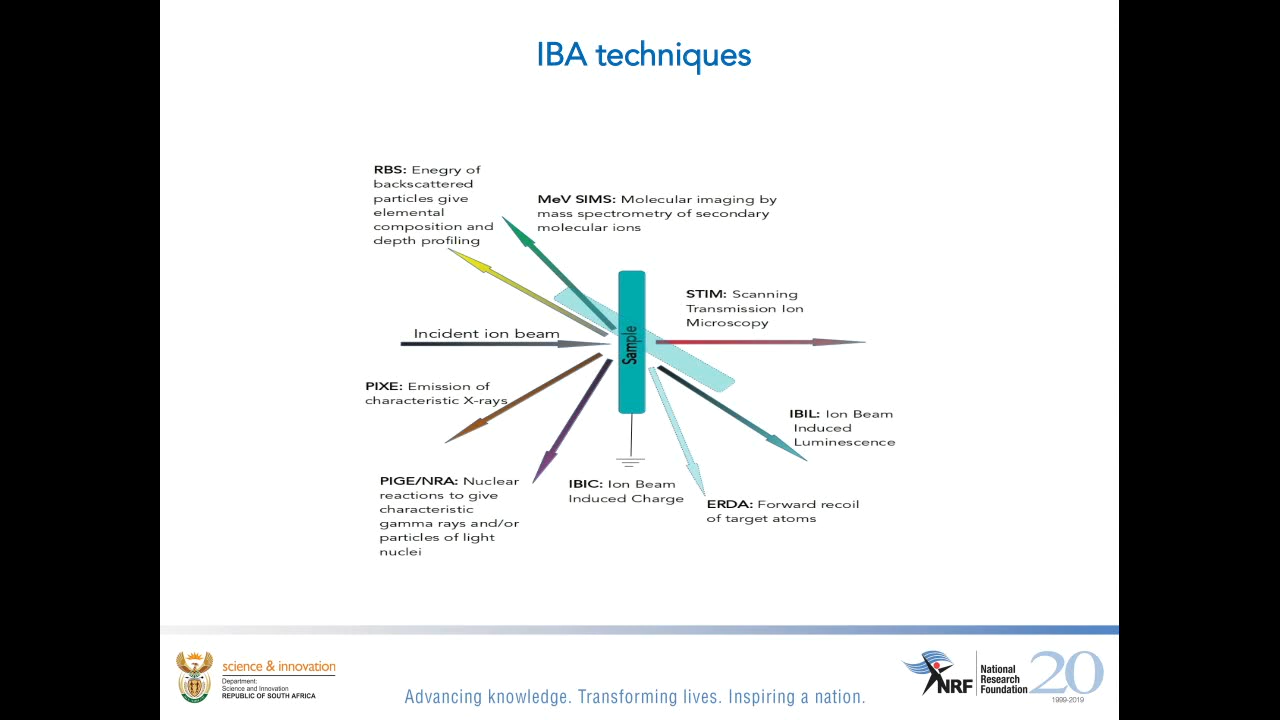 IBA techniques
RBS: Enegry of
backscattered
particles give
elemental
composition and
depth profiling
MeV SIMS: Molecular imaging by
mass spectrometry of secondary
molecular ions
STIM: Scanning
Transmission Ion
Microscopy
Incident ion beam
Sample
PIXE: Emission of
characteristic X-rays
IBIL: Ion Beam
Induced
Luminescence
PIGE/NRA: Nuclear
reactions to give
characteristic
gamma rays and/or
particles of light
nuclei
IBIC: Ion Beam
Induced Charge
ERDA: Forward recoil
of target atoms
science & innovation
Department:
Science and Innovation
REPUBLIC OF SOUTH AFRICA
Advancing knowledge. Transforming lives. Inspiring a nation.
NRF
National
Research
Foundation
20
1999-2019